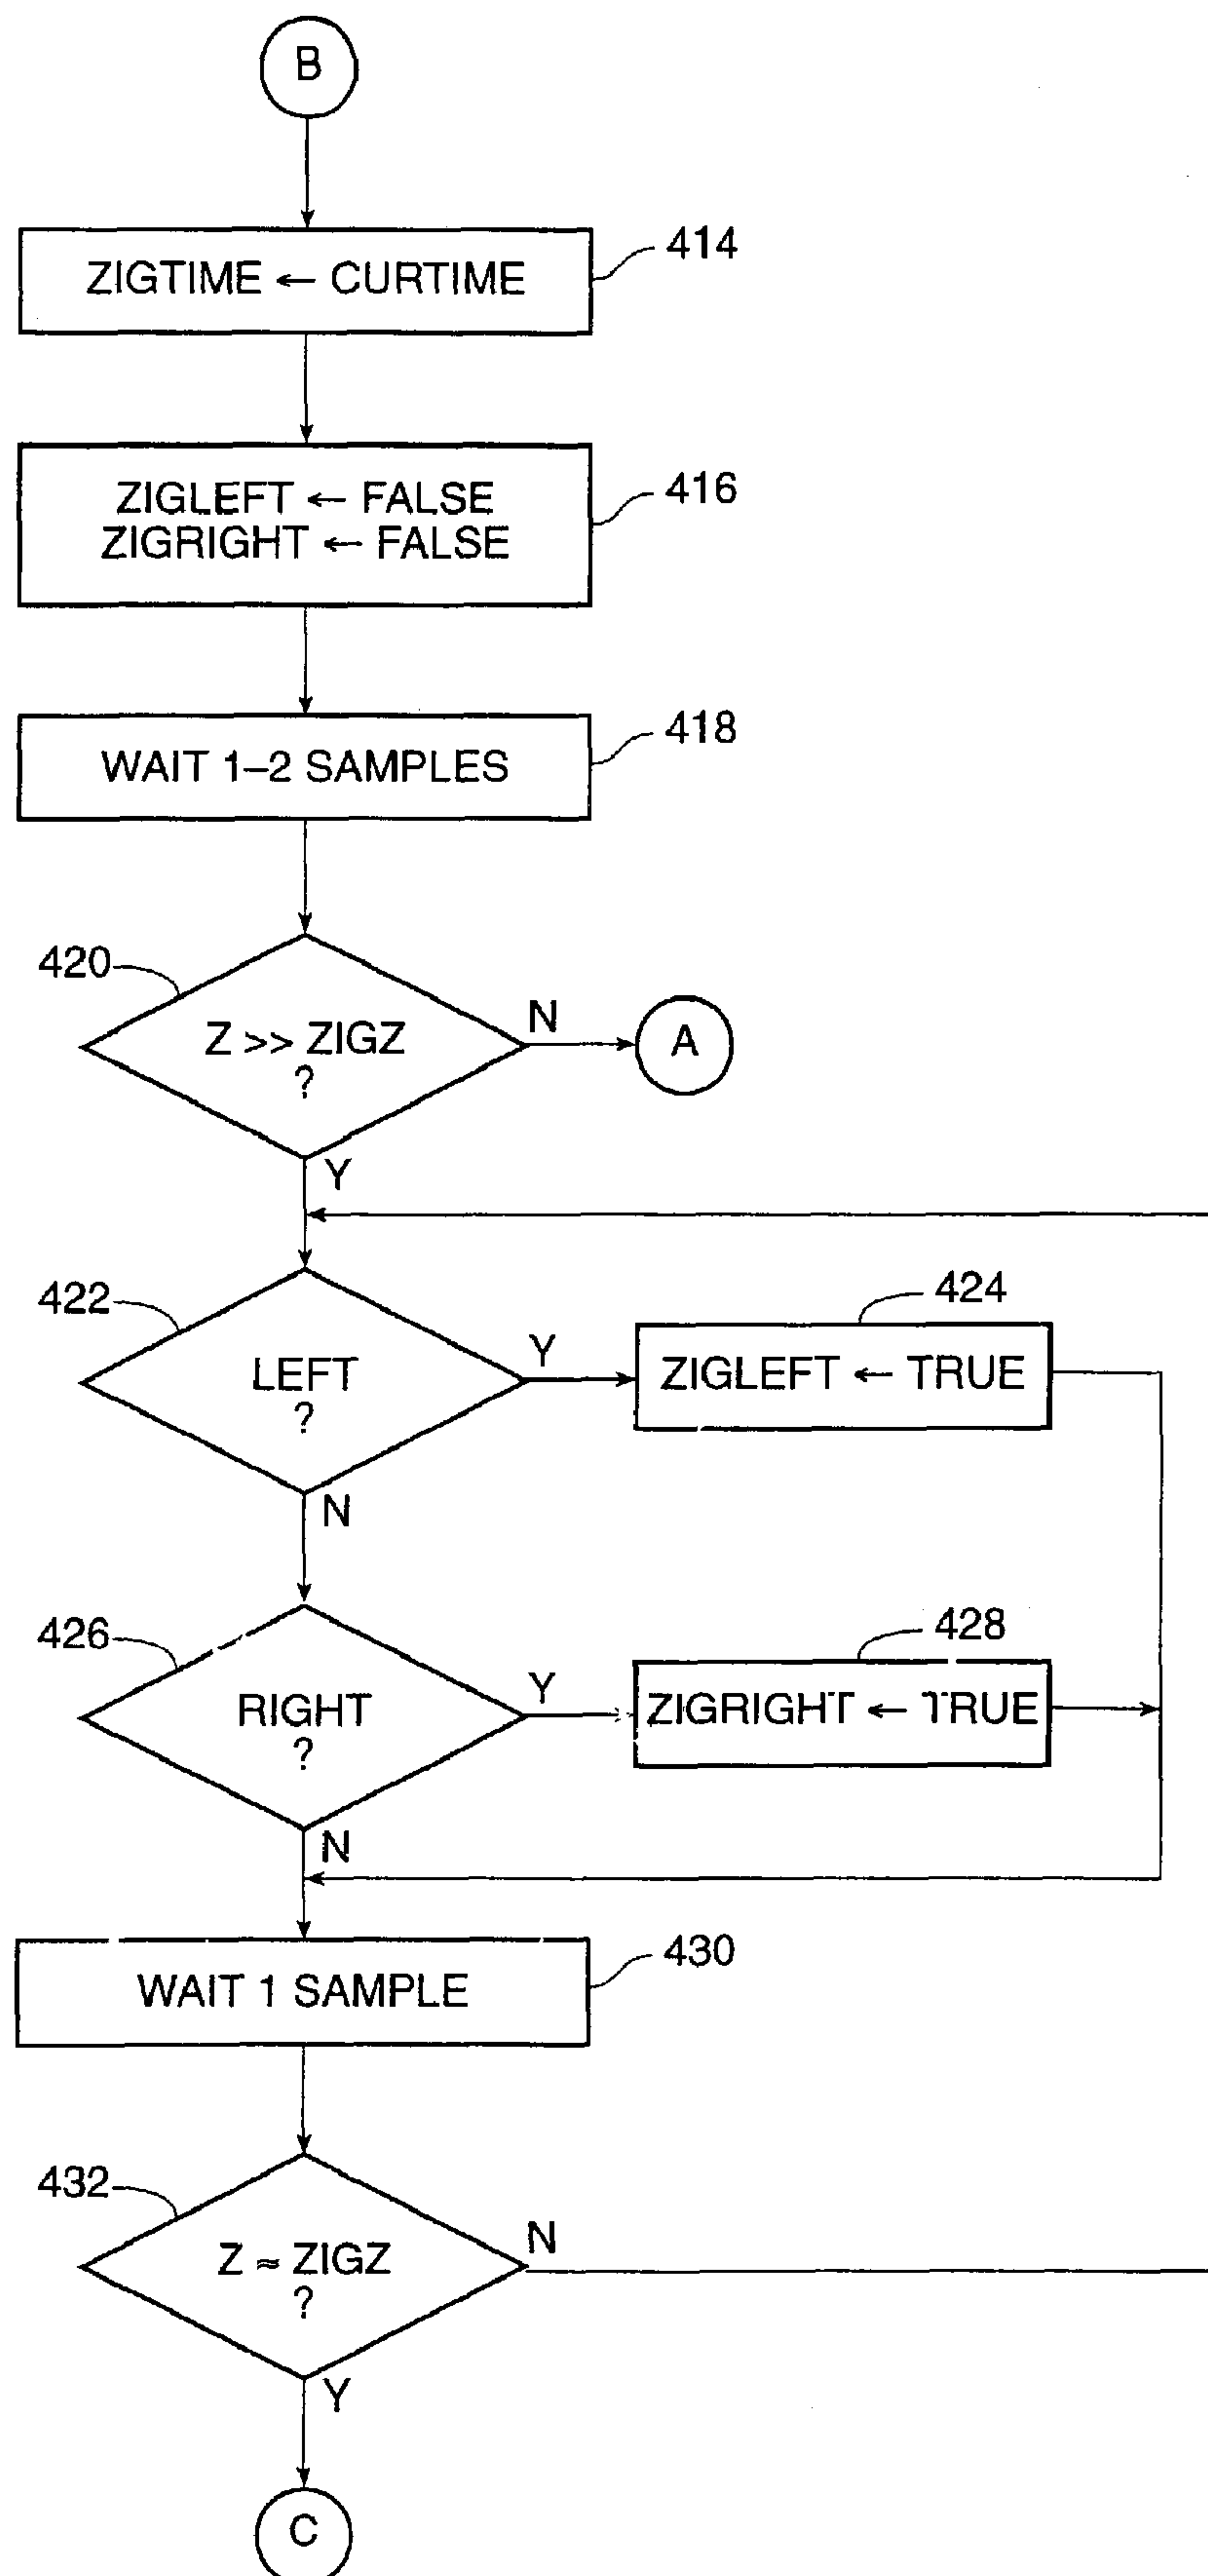 B
ZIGTIME ← CURTIME
414
ZIGLEFT ← FALSE
ZIGRIGHT ← FALSE
416
WAIT 1–2 SAMPLES
418
420
Z >> ZIGZ
?
N
A
Y
422
LEFT
?
Y
424
ZIGLEFT ← TRUE
N
426
RIGHT
?
Y
428
ZIGRIGHT ← TRUE
N
WAIT 1 SAMPLE
430
432
Z ≈ ZIGZ
?
N
Y
C